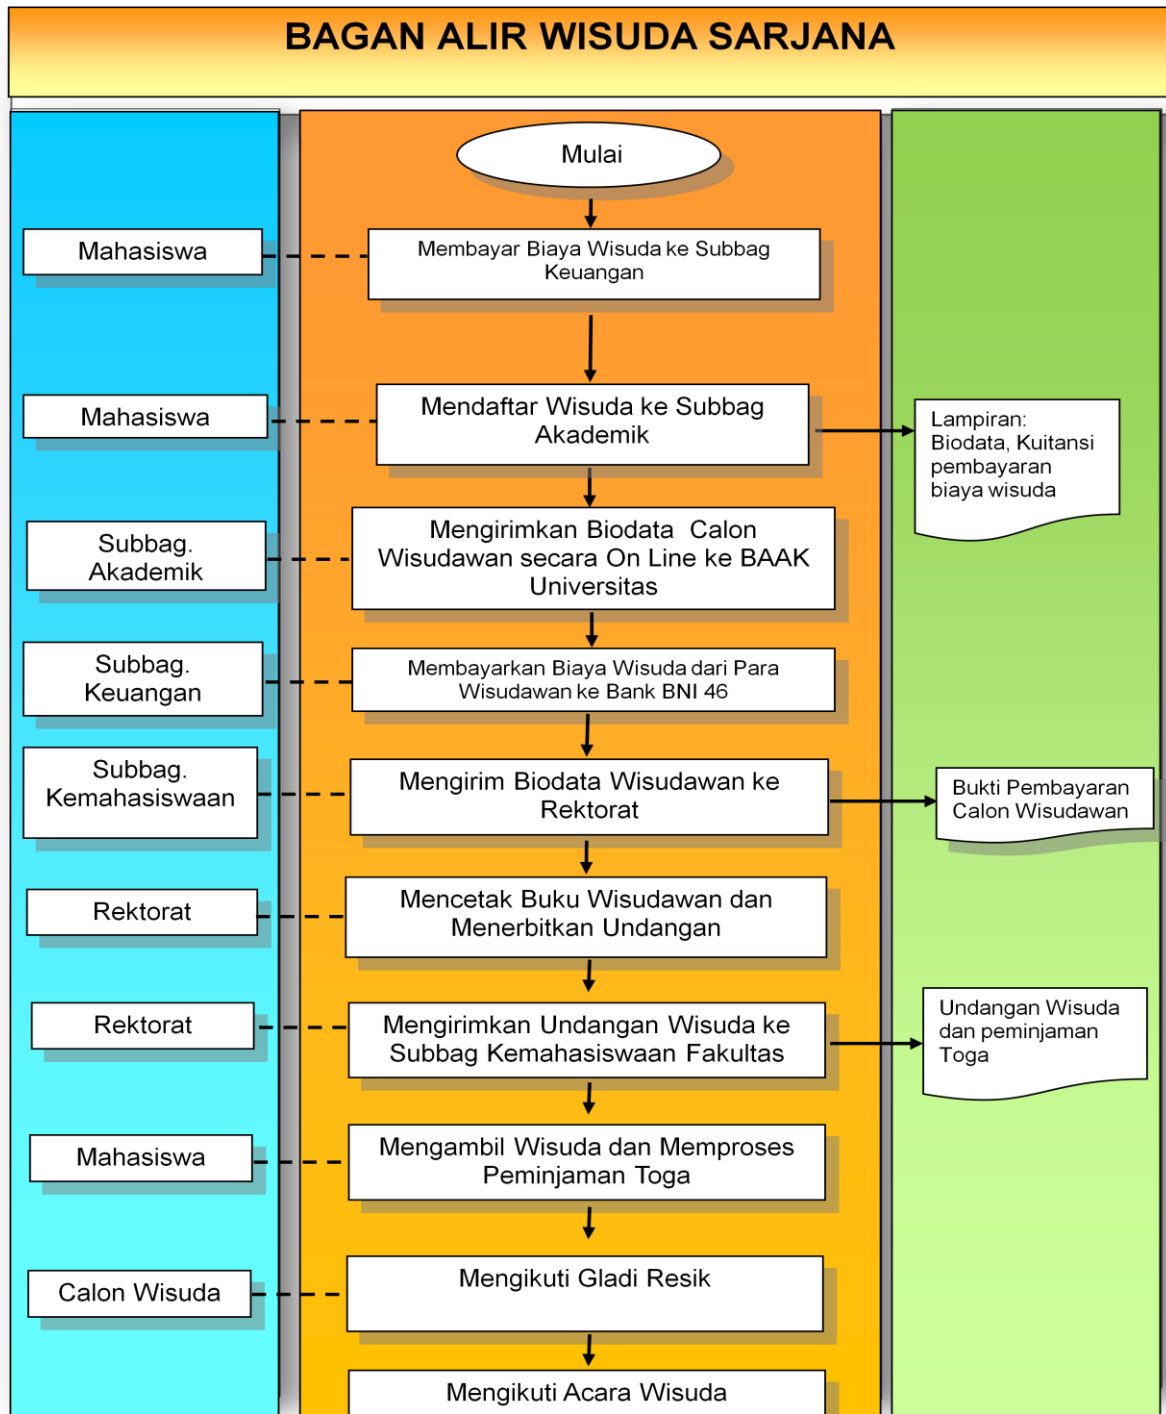 BAGAN ALIR WISUDA SARJANA
Mulai
Mahasiswa
Membayar Biaya Wisuda ke Subbag
Keuangan
Mahasiswa
Mendaftar Wisuda ke Subbag
Akademik
Lampiran:
Biodata, Kuitansi
pembayaran
biaya wisuda
Subbag.
Akademik
Mengirimkan Biodata Calon
Wisudawan secara On Line ke BAAK
Universitas
Subbag.
Keuangan
Membayarkan Biaya Wisuda dari Para
Wisudawan ke Bank BNI 46
Subbag.
Kemahasiswaan
Mengirim Biodata Wisudawan ke
Rektorat
Bukti Pembayaran
Calon Wisudawan
Rektorat
Mencetak Buku Wisudawan dan
Menerbitkan Undangan
Rektorat
Mengirimkan Undangan Wisuda ke
Subbag Kemahasiswaan Fakultas
Undangan Wisuda
dan peminjaman
Toga
Mahasiswa
Mengambil Wisuda dan Memproses
Peminjaman Toga
Calon Wisuda
Mengikuti Gladi Resik
Mengikuti Acara Wisuda